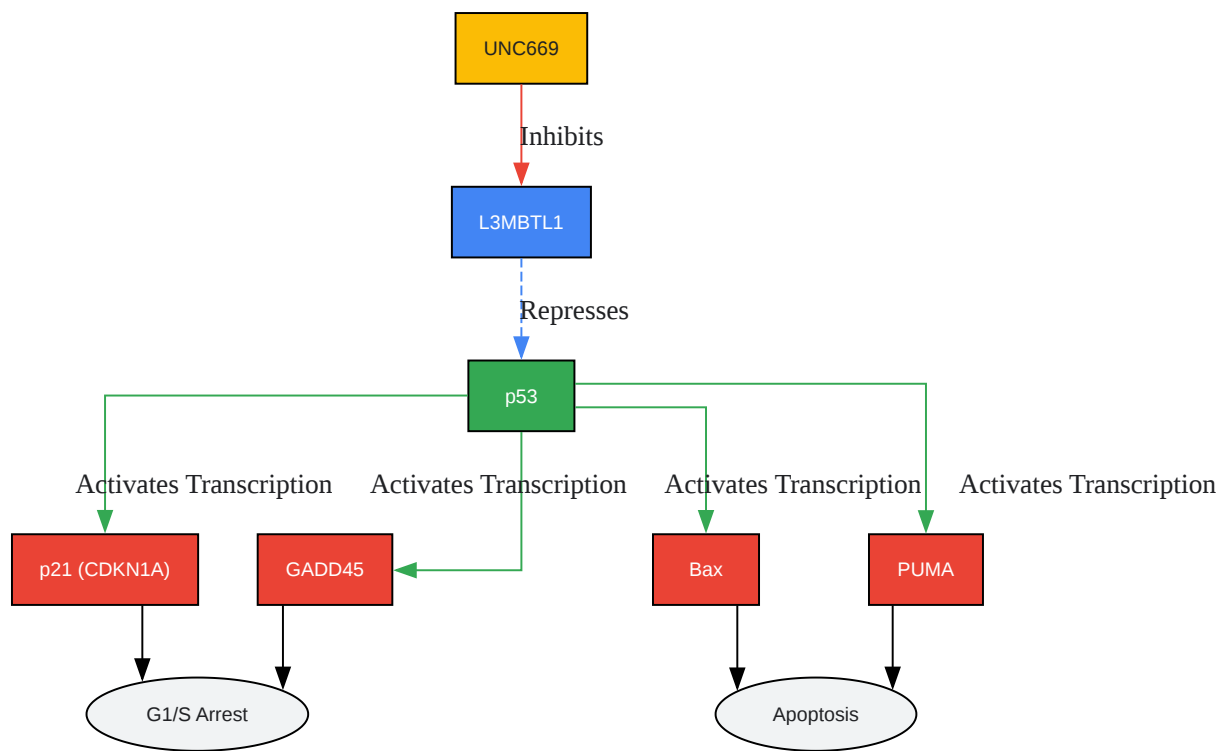 UNC669
Inhibits
L3MBTL1
Represses
p53
Activates Transcription
Activates Transcription
Activates Transcription
Activates Transcription
p21 (CDKN1A)
GADD45
Bax
PUMA
G1/S Arrest
Apoptosis